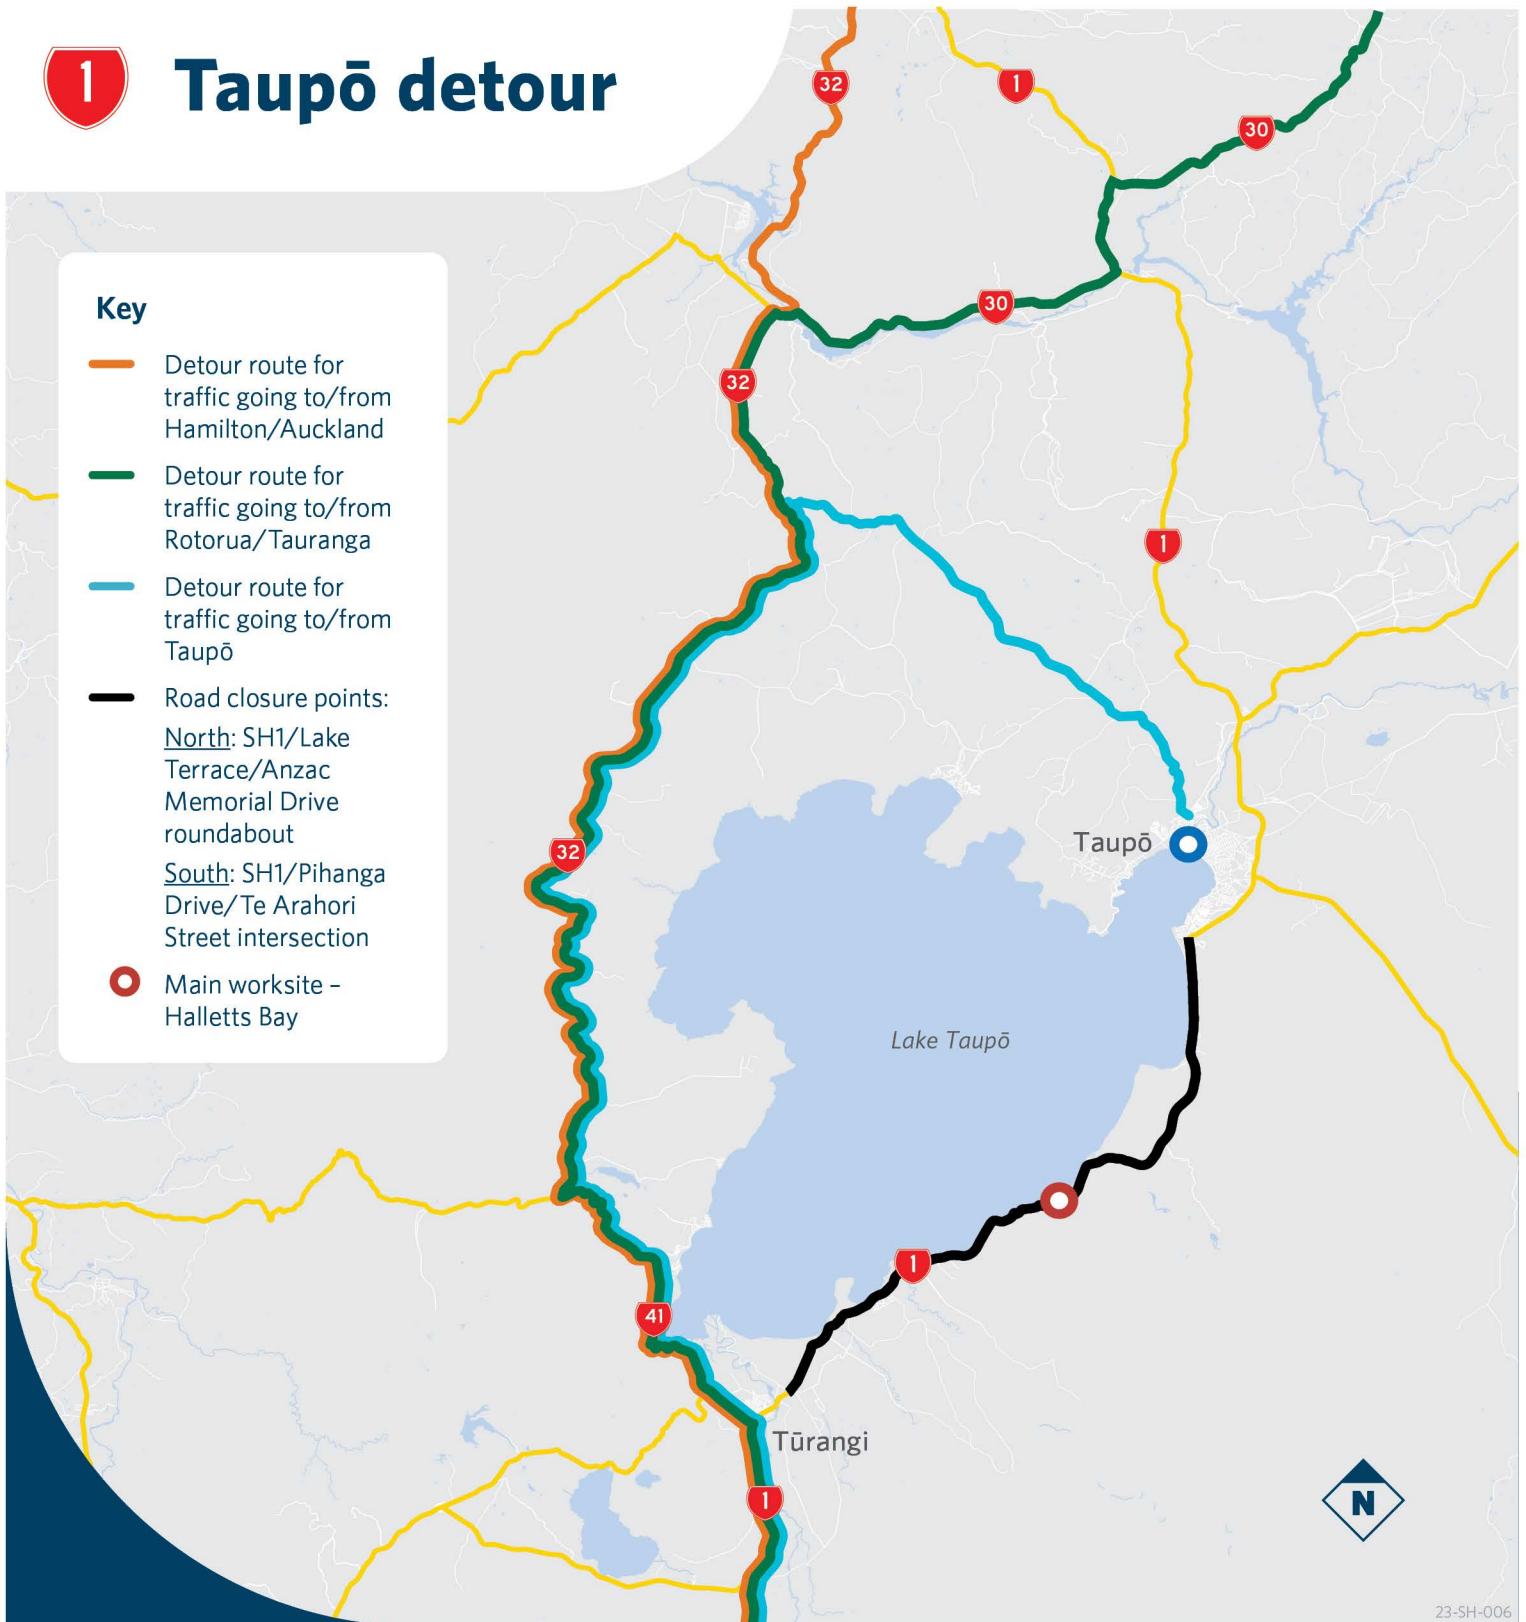 1
Taupō detour
32
1
30
30
32
Key
Detour route for
traffic going to/from
Hamilton/Auckland
Detour route for
traffic going to/from
Rotorua/Tauranga
Detour route for
traffic going to/from
Taupō
Road closure points:
North: SH1/Lake
Terrace/Anzac
Memorial Drive
roundabout
South: SH1/Pihanga
Drive/Te Arahori
Street intersection
Main worksite –
Halletts Bay
1
32
Taupō
Lake Taupō
1
41
Tūrangi
1
N
23-SH-006